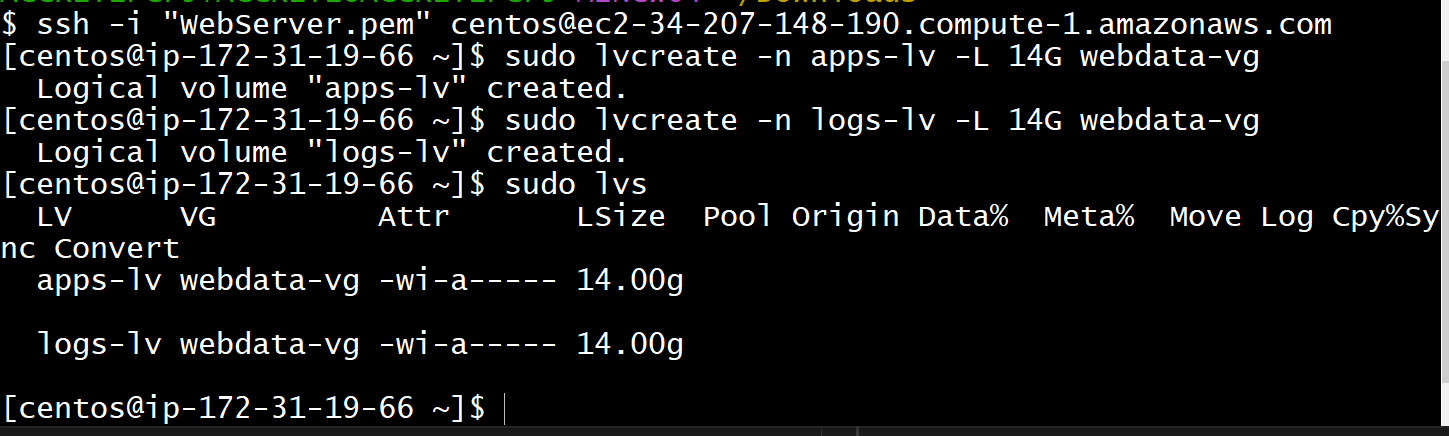 $ ssh -i "WebServer.pem" centos@ec2-34-207-148-190.compute-1.amazonaws.com
[centos@ip-172-31-19-66 ~]$ sudo lvcreate -n apps-lv -L 14G webdata-vg
  Logical volume "apps-lv" created.
[centos@ip-172-31-19-66 ~]$ sudo lvcreate -n logs-lv -L 14G webdata-vg
  Logical volume "logs-lv" created.
[centos@ip-172-31-19-66 ~]$ sudo lvs
  LV      VG         Attr       LSize  Pool Origin Data%  Meta%  Move Log Cpy%Sy
nc Convert
  apps-lv webdata-vg -wi-a----- 14.00g
  logs-lv webdata-vg -wi-a----- 14.00g
[centos@ip-172-31-19-66 ~]$